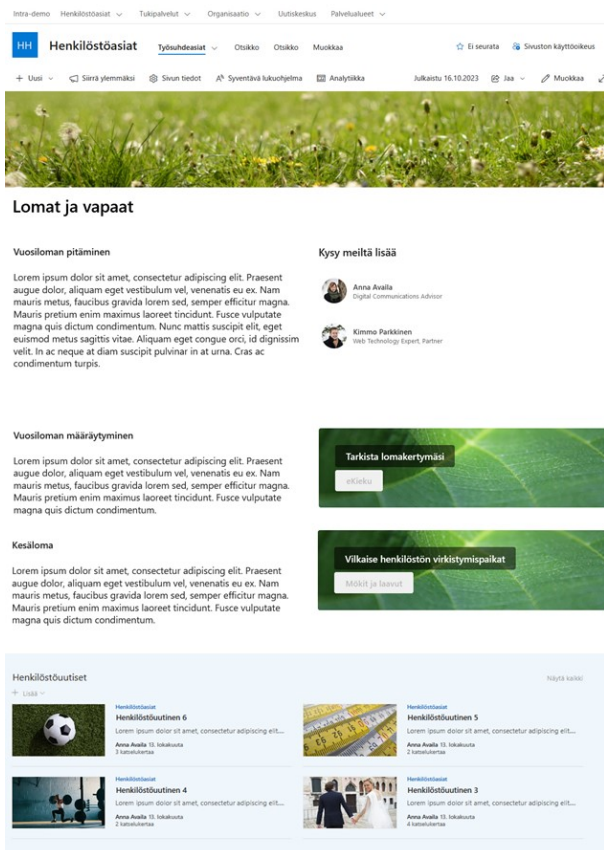 Intra-demo Henkilöstöasiat Tukipalvelut Organisaatio Uutiskeskus Palvelualueet
HH Henkilöstöasiat Työsuhdeasiat Otsikko Otsikko Muokkaa Ei seurata Sivuston käyttöoikeus
+ Uusi Siirrä ylemmäksi Sivun tiedot Syventävä lukuohjelma Analytiikka Julkaistu 16.10.2023 Jaa Muokkaa
Lomat ja vapaat
Vuosiloman pitäminen
Lorem ipsum dolor sit amet, consectetur adipiscing elit. Praesent
augue dolor, aliquam eget vestibulum vel, venenatis eu ex. Nam
mauris metus, faucibus gravida lorem sed, semper efficitur magna.
Mauris pretium enim maximus laoreet tincidunt. Fusce vulputate
magna quis dictum condimentum. Nunc mattis suscipit elit, eget
euismod metus sagittis vitae. Aliquam eget congue orci, id dignissim
velit. In ac neque at diam suscipit pulvinar in at urna. Cras ac
condimentum turpis.
Kysy meiltä lisää
Anna Availa
Digital Communications Advisor
Kimmo Parkkinen
Web Technology Expert, Partner
Vuosiloman määräytyminen
Lorem ipsum dolor sit amet, consectetur adipiscing elit. Praesent
augue dolor, aliquam eget vestibulum vel, venenatis eu ex. Nam
mauris metus, faucibus gravida lorem sed, semper efficitur magna.
Mauris pretium enim maximus laoreet tincidunt. Fusce vulputate
magna quis dictum condimentum.
Tarkista lomakertymäsi
eKieku
Kesäloma
Lorem ipsum dolor sit amet, consectetur adipiscing elit. Praesent
augue dolor, aliquam eget vestibulum vel, venenatis eu ex. Nam
mauris metus, faucibus gravida lorem sed, semper efficitur magna.
Mauris pretium enim maximus laoreet tincidunt. Fusce vulputate
magna quis dictum condimentum.
Vilkaise henkilöstön virkistymispaikat
Mökit ja laavut
Henkilöstöuutiset Näytä kaikki
+ Lisää
Henkilöstöasiat
Henkilöstöuutinen 6
Lorem ipsum dolor sit amet, consectetur adipiscing elit....
Anna Availa 13. lokakuuta
3 katselukertaa
Henkilöstöasiat
Henkilöstöuutinen 5
Lorem ipsum dolor sit amet, consectetur adipiscing elit....
Anna Availa 13. lokakuuta
2 katselukertaa
Henkilöstöasiat
Henkilöstöuutinen 4
Lorem ipsum dolor sit amet, consectetur adipiscing elit....
Anna Availa 13. lokakuuta
2 katselukertaa
Henkilöstöasiat
Henkilöstöuutinen 3
Lorem ipsum dolor sit amet, consectetur adipiscing elit....
Anna Availa 13. lokakuuta
4 katselukertaa